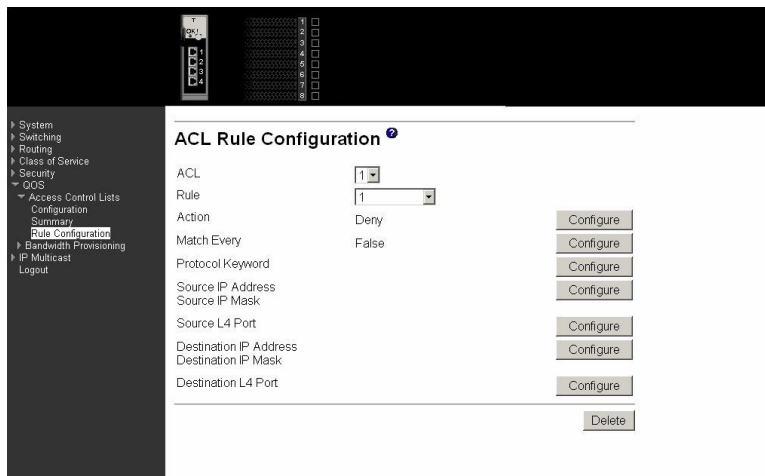 T
OK!
1
2
3
4
1
2
3
4
5
6
7
8
System
Switching
Routing
Class of Service
Security
QOS
Access Control Lists
Configuration
Summary
Rule Configuration
Bandwidth Provisioning
IP Multicast
Logout
ACL Rule Configuration ?
ACL 1
Rule 1
Action Deny Configure
Match Every False Configure
Protocol Keyword Configure
Source IP Address
Source IP Mask Configure
Source L4 Port Configure
Destination IP Address
Destination IP Mask Configure
Destination L4 Port Configure
Delete